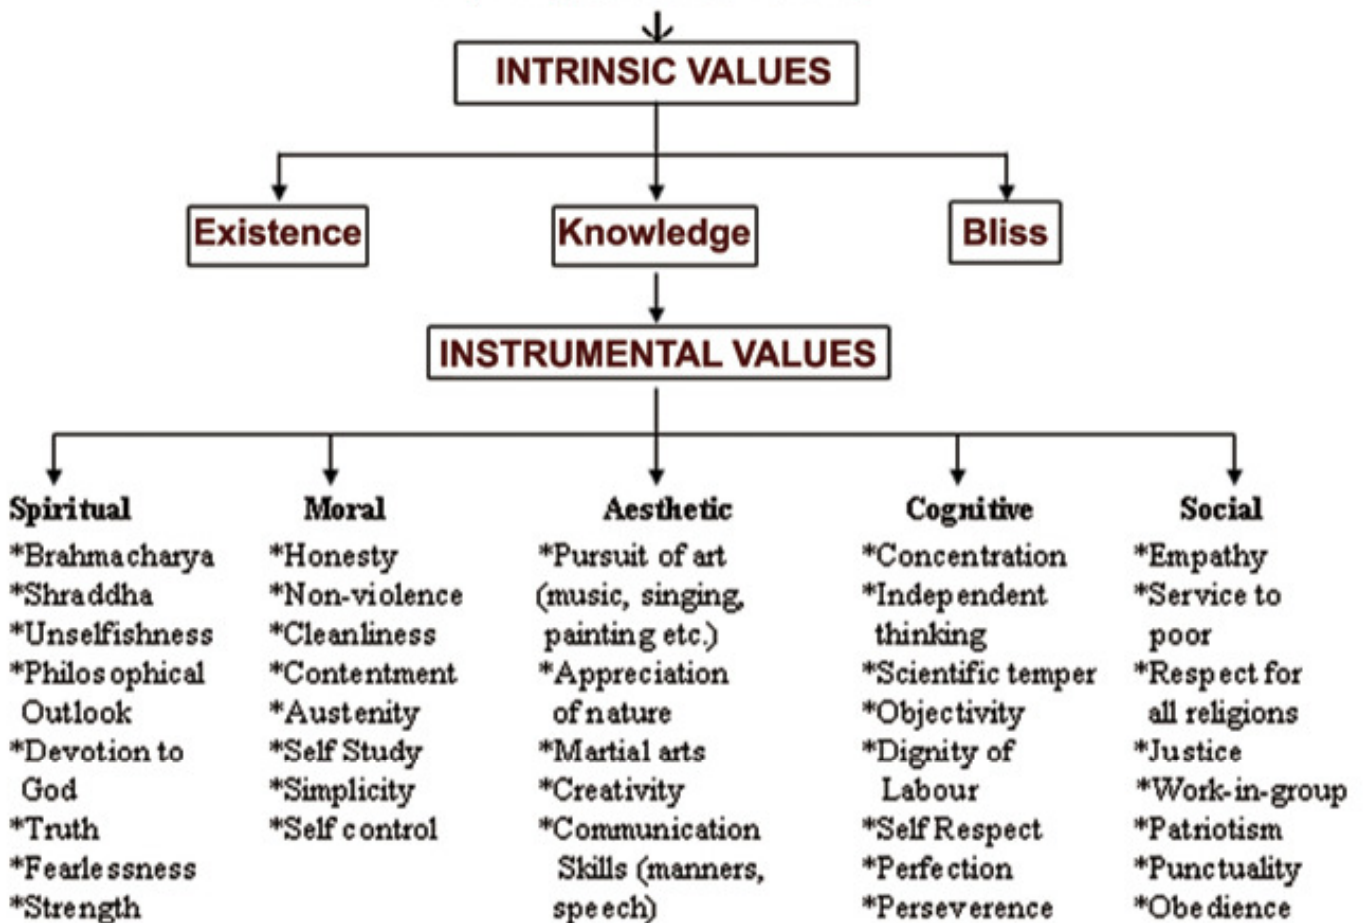 INTRINSIC VALUES
Existence
Knowledge
Bliss
INSTRUMENTAL VALUES
Spiritual
*Brahmacharya
*Shraddha
*Unselfishness
*Philosophical
Outlook
*Devotion to
God
*Truth
*Fearlessness
*Strength
Moral
*Honesty
*Non-violence
*Cleanliness
*Contentment
*Austenity
*Self Study
*Simplicity
*Self control
Aesthetic
*Pursuit of art
(music, singing,
painting etc.)
*Appreciation
of nature
*Martial arts
*Creativity
*Communication
Skills (manners,
speech)
Cognitive
*Concentration
*Independent
thinking
*Scientific temper
*Objectivity
*Dignity of
Labour
*Self Respect
*Perfection
*Perseverence
Social
*Empathy
*Service to
poor
*Respect for
all religions
*Justice
*Work-in-group
*Patriotism
*Punctuality
*Obedience